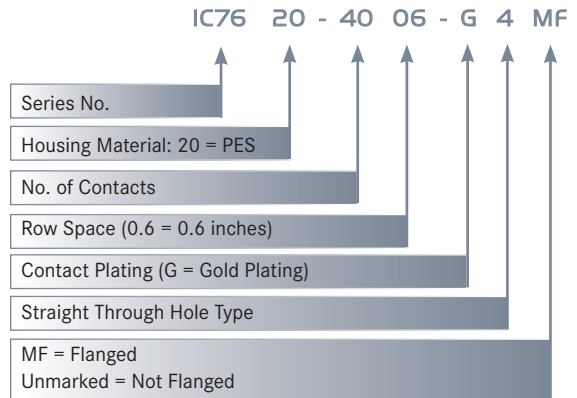 IC76 20 - 40 06 - G 4 MF
Series No.
Housing Material: 20 = PES
No. of Contacts
Row Space (0.6 = 0.6 inches)
Contact Plating (G = Gold Plating)
Straight Through Hole Type
MF = Flanged
Unmarked = Not Flanged